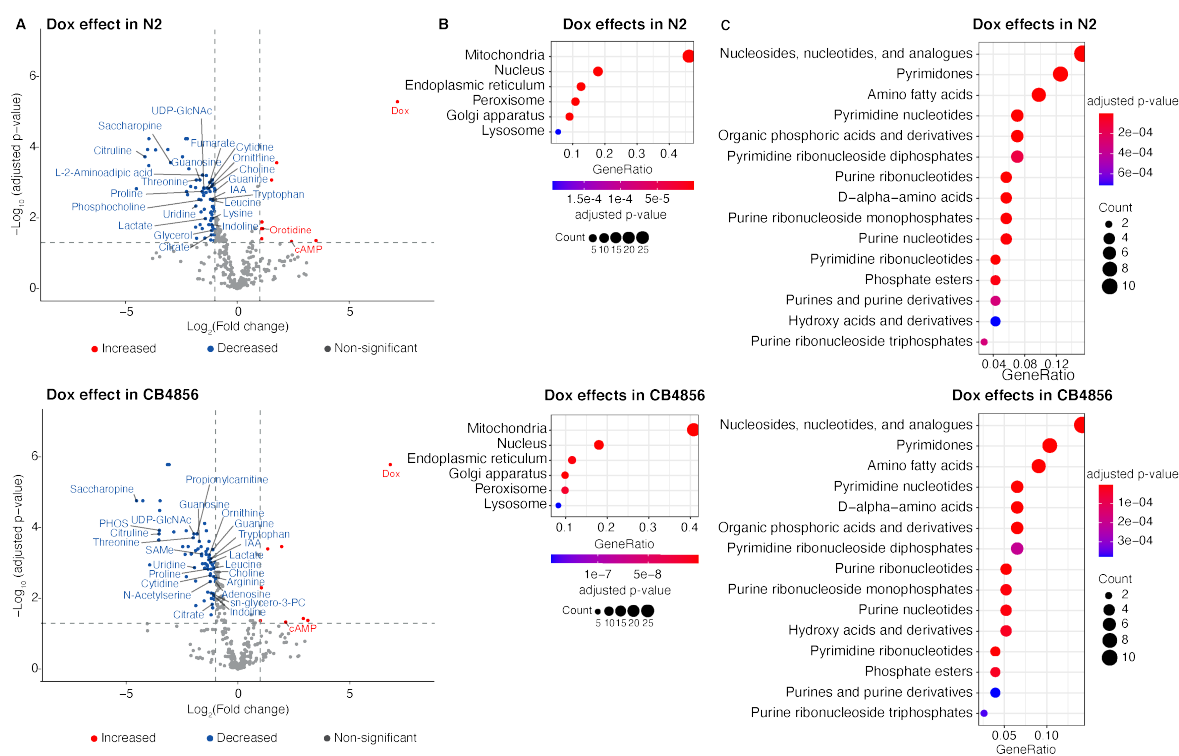 A
Dox effect in N2
−Log10 (adjusted p−value)
6
4
2
0
UDP-GlcNAc
Saccharopine
Fumarate
Cytidine
Citruline
Ornithine
Guanosine
Choline
L-2-Aminoadipic acid
Guanine
Threonine
IAA
Proline
Tryptophan
Phosphocholine
Leucine
Uridine
Lysine
Lactate
Indoline
Glycerol
Citrate
Dox
Orotidine
cAMP
−5
0
5
Log2(Fold change)
Increased
Decreased
Non-significant
B
Dox effects in N2
Mitochondria
Nucleus
Endoplasmic reticulum
Peroxisome
Golgi apparatus
Lysosome
0.1 0.2 0.3 0.4
GeneRatio
1.5e-4 1e-4 5e-5
adjusted p-value
Count
5 10 15 20 25
C
Dox effects in N2
Nucleosides, nucleotides, and analogues
Pyrimidones
Amino fatty acids
Pyrimidine nucleotides
Organic phosphoric acids and derivatives
Pyrimidine ribonucleoside diphosphates
Purine ribonucleotides
D−alpha−amino acids
Purine ribonucleoside monophosphates
Purine nucleotides
Pyrimidine ribonucleotides
Phosphate esters
Purines and purine derivatives
Hydroxy acids and derivatives
Purine ribonucleoside triphosphates
0.04 0.08 0.12
GeneRatio
adjusted p-value
2e−04
4e−04
6e−04
Count
2
4
6
8
10
Dox effect in CB4856
−Log10 (adjusted p−value)
6
4
2
0
Propionylcarnitine
Saccharopine
Guanosine
Ornithine
UDP-GlcNAc
PHOS
Guanine
Citruline
Tryptophan
Threonine
IAA
SAMe
Lactate
Uridine
Leucine
Proline
Choline
Cytidine
Arginine
N-Acetylserine
Adenosine
sn-glycero-3-PC
Citrate
Indoline
Dox
cAMP
−5
0
5
Log2(Fold change)
Increased
Decreased
Non-significant
Dox effects in CB4856
Mitochondria
Nucleus
Endoplasmic reticulum
Golgi apparatus
Peroxisome
Lysosome
0.1 0.2 0.3 0.4
GeneRatio
1e-7 5e-8
adjusted p-value
Count
5 10 15 20 25
Dox effects in CB4856
Nucleosides, nucleotides, and analogues
Pyrimidones
Amino fatty acids
Pyrimidine nucleotides
D−alpha−amino acids
Organic phosphoric acids and derivatives
Pyrimidine ribonucleoside diphosphates
Purine ribonucleotides
Purine ribonucleoside monophosphates
Purine nucleotides
Hydroxy acids and derivatives
Pyrimidine ribonucleotides
Phosphate esters
Purines and purine derivatives
Purine ribonucleoside triphosphates
0.05 0.10
GeneRatio
adjusted p-value
1e−04
2e−04
3e−04
Count
2
4
6
8
10